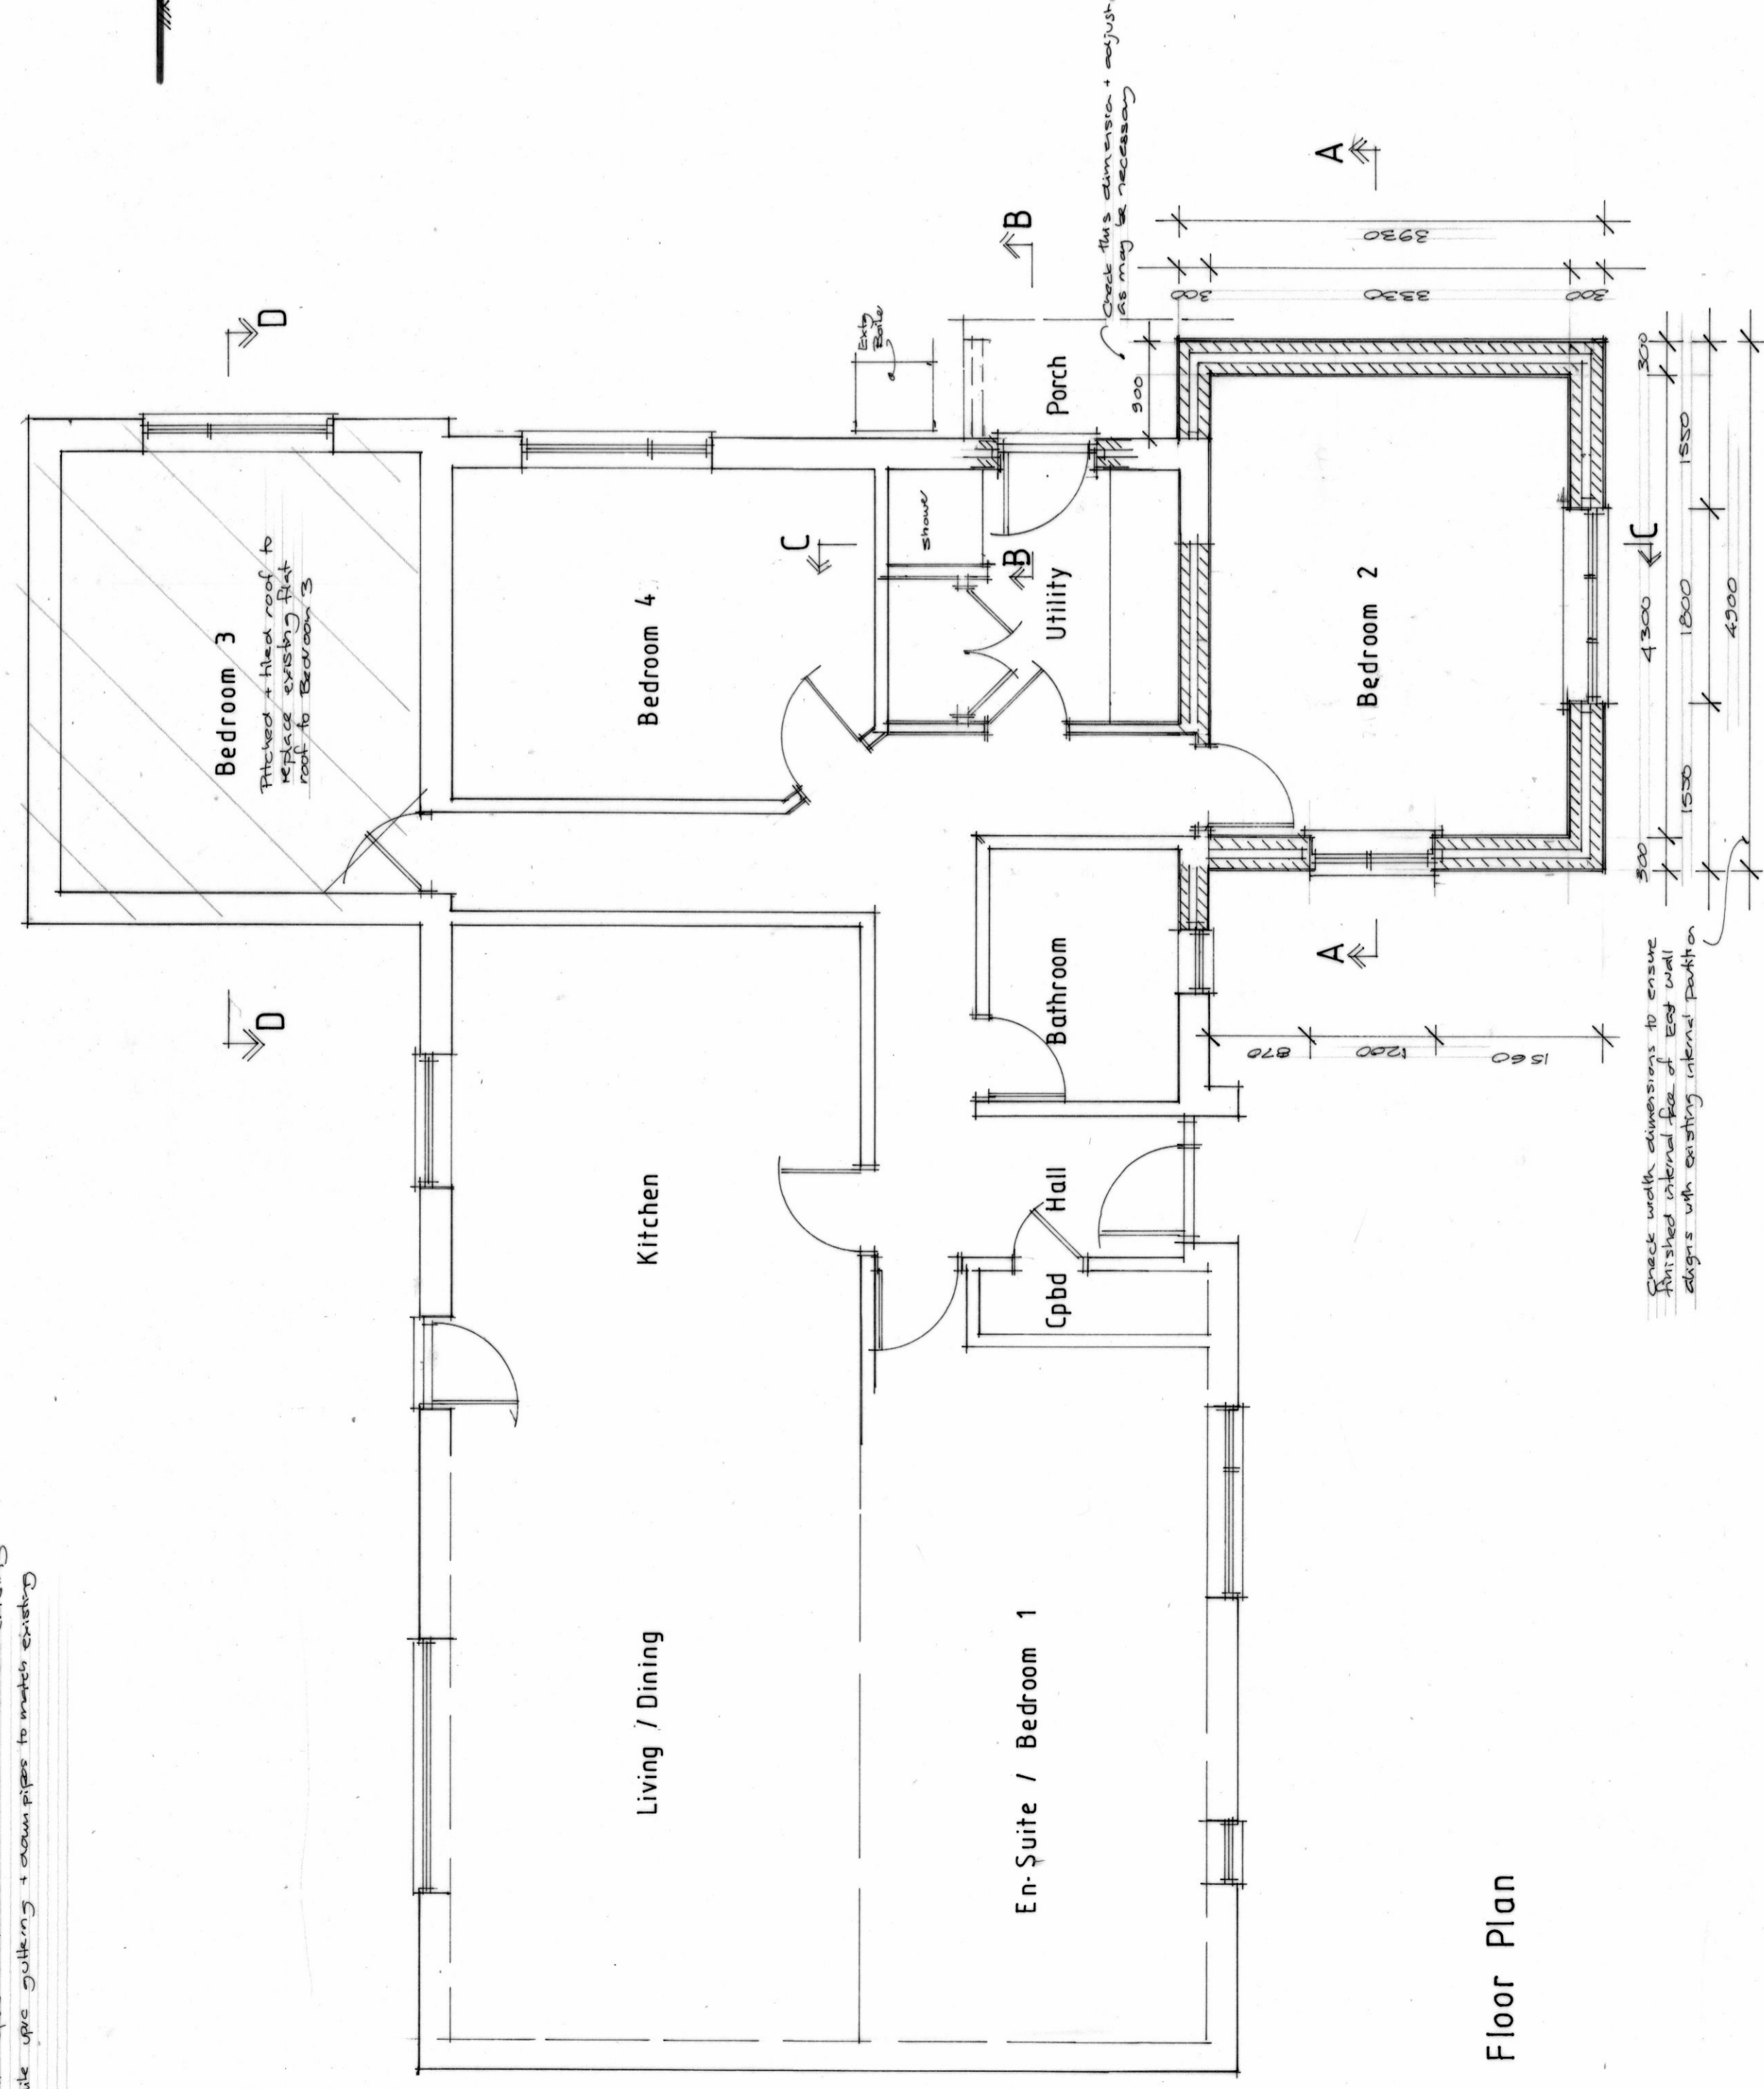 upvc guttering + downpipes to match existing
D
D
Bedroom 3
Pitched + tiled roof to
replace existing flat
roof to Bedroom 3
Bedroom 4
Kitchen
Living / Dining
C
Extg
Boiler
Shower
B
B
Utility
Porch
900
Check this dimension + adjust
as may be necessary
Bathroom
Hall
Cpbd
En-Suite / Bedroom 1
A
A
Bedroom 2
C
300
3330
300
3930
870
1200
1560
300
4300
300
1550
1800
1550
4900
Check width dimensions to ensure
finished internal face of East wall
aligns with existing internal partition
Floor Plan